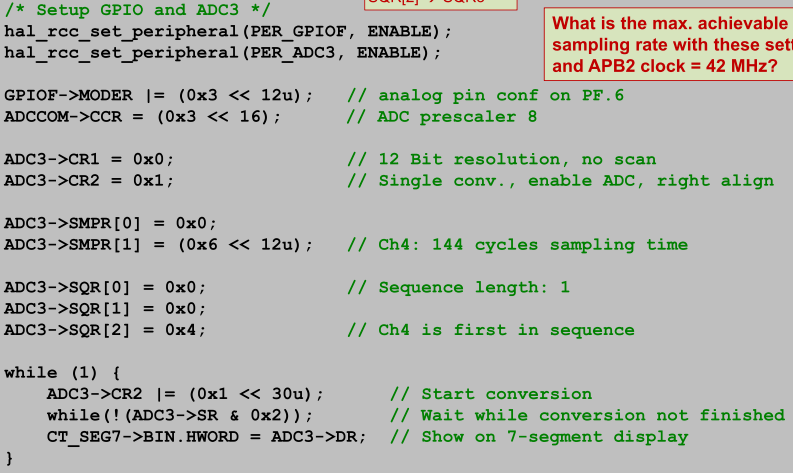 SQR[2] → SQR3
/* Setup GPIO and ADC3 */
hal_rcc_set_peripheral(PER_GPIOF, ENABLE);
hal_rcc_set_peripheral(PER_ADC3, ENABLE);
What is the max. achievable
sampling rate with these sett
and APB2 clock = 42 MHz?
GPIOF->MODER |= (0x3 << 12u); // analog pin conf on PF.6
ADCCOM->CCR = (0x3 << 16); // ADC prescaler 8
ADC3->CR1 = 0x0; // 12 Bit resolution, no scan
ADC3->CR2 = 0x1; // Single conv., enable ADC, right align
ADC3->SMPR[0] = 0x0;
ADC3->SMPR[1] = (0x6 << 12u); // Ch4: 144 cycles sampling time
ADC3->SQR[0] = 0x0; // Sequence length: 1
ADC3->SQR[1] = 0x0;
ADC3->SQR[2] = 0x4; // Ch4 is first in sequence
while (1) {
ADC3->CR2 |= (0x1 << 30u); // Start conversion
while(!(ADC3->SR & 0x2)); // Wait while conversion not finished
CT_SEG7->BIN.HWORD = ADC3->DR; // Show on 7-segment display
}